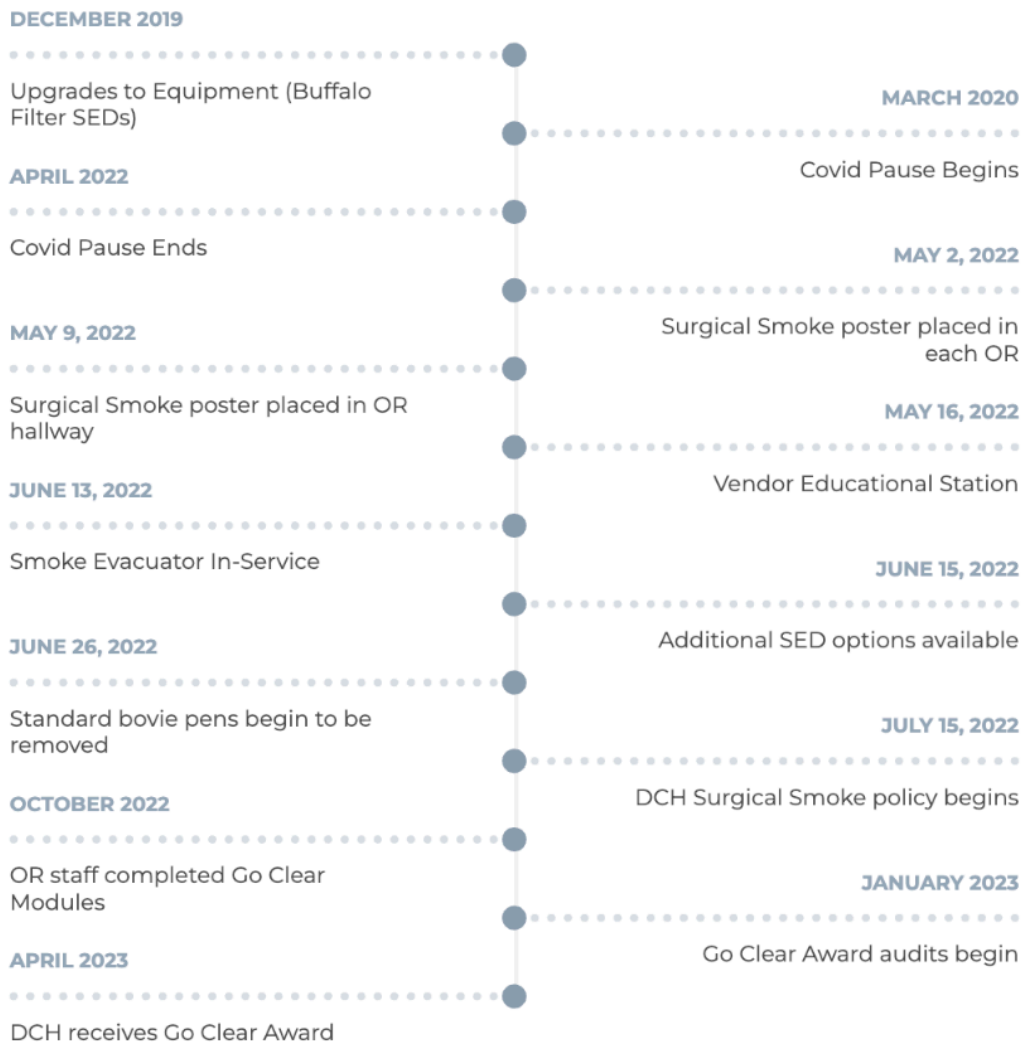 DECEMBER 2019
Upgrades to Equipment (Buffalo
Filter SEDs)
MARCH 2020
Covid Pause Begins
APRIL 2022
Covid Pause Ends
MAY 2, 2022
Surgical Smoke poster placed in
each OR
MAY 9, 2022
Surgical Smoke poster placed in OR
hallway
MAY 16, 2022
Vendor Educational Station
JUNE 13, 2022
Smoke Evacuator In-Service
JUNE 15, 2022
Additional SED options available
JUNE 26, 2022
Standard bovie pens begin to be
removed
JULY 15, 2022
DCH Surgical Smoke policy begins
OCTOBER 2022
OR staff completed Go Clear
Modules
JANUARY 2023
Go Clear Award audits begin
APRIL 2023
DCH receives Go Clear Award